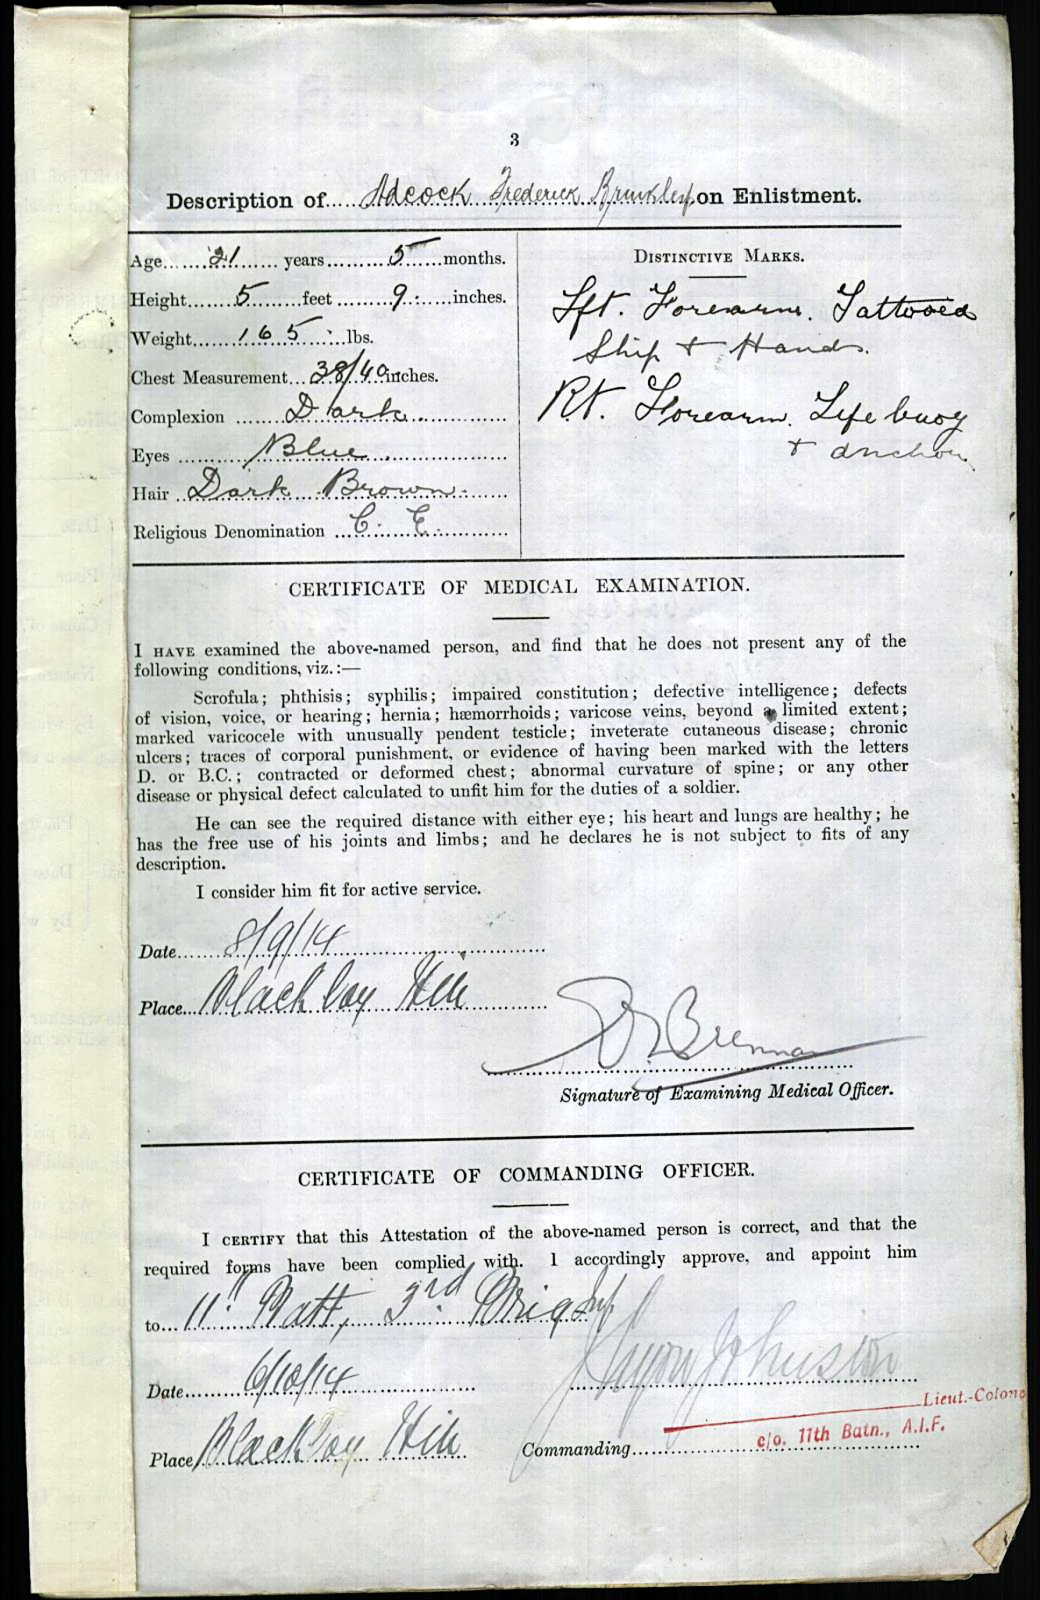 3
Description of Adcock Frederick Brinkley on Enlistment.
Age 21 years 5 months.
Height 5 feet 9 inches.
Weight 165 lbs.
Chest Measurement 38/40 inches.
Complexion Dark
Eyes Blue
Hair Dark Brown
Religious Denomination C. E.
DISTINCTIVE MARKS.
Lft. Forearm. Tattooed
Ship & Hands.
Rt. Forearm. Life buoy
& anchor
CERTIFICATE OF MEDICAL EXAMINATION.
I HAVE examined the above-named person, and find that he does not present any of the
following conditions, viz.:—
Scrofula; phthisis; syphilis; impaired constitution; defective intelligence; defects
of vision, voice, or hearing; hernia; hæmorrhoids; varicose veins, beyond a limited extent;
marked varicocele with unusually pendent testicle; inveterate cutaneous disease; chronic
ulcers; traces of corporal punishment, or evidence of having been marked with the letters
D. or B.C.; contracted or deformed chest; abnormal curvature of spine; or any other
disease or physical defect calculated to unfit him for the duties of a soldier.
He can see the required distance with either eye; his heart and lungs are healthy; he
has the free use of his joints and limbs; and he declares he is not subject to fits of any
description.
I consider him fit for active service.
Date 8/9/14
Place Blackboy Hill
Brennan
Signature of Examining Medical Officer.
CERTIFICATE OF COMMANDING OFFICER.
I CERTIFY that this Attestation of the above-named person is correct, and that the
required forms have been complied with. I accordingly approve, and appoint him
to 11th Batt, 3rd Brig Inf
Date 6/10/14
Johnston
Lieut.-Colone
Place Blackboy Hill
Commanding
c/o. 11th Batn., A.I.F.